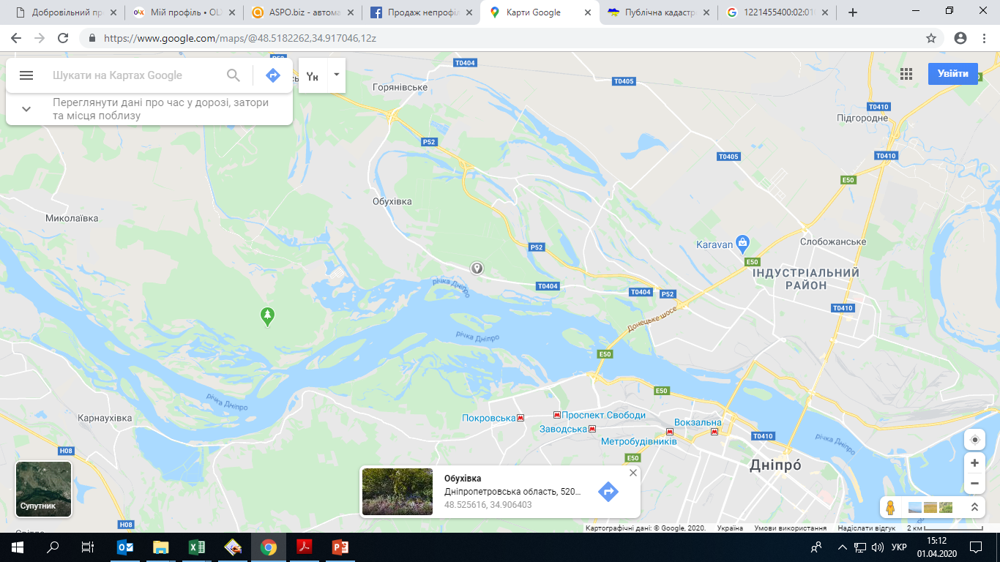 Добровільний пр
Мій профіль • OLX
ASPO.biz - автома
Продаж непрофіл
Карти Google
Публічна кадастр
1221455400:02:01
https://www.google.com/maps/@48.5182262,34.917046,12z
Шукати на Картах Google
Переглянути дані про час у дорозі, затори
та місця поблизу
Увійти
T0404
T0405
Горянівське
T0410
Підгородне
P52
T0405
T0410
E50
Обухівка
Миколаївка
Karavan
Слобожанське
P52
E50
ІНДУСТРІАЛЬНИЙ
РАЙОН
річка Дніпро
T0404
T0404
P52
T0410
Донецьке шосе
річка Дніпро
E50
E50
річка Дніпро
Карнаухівка
Покровська
Проспект Свободи
Заводська
Вокзальна
Метробудівників
T0410
річка Дніпро
H08
E50
Дніпро́
Супутник
Обухівка
Дніпропетровська область, 520...
48.525616, 34.906403
H08
Картографічні дані: © Google, 2020.
Україна
Умови використання
Надіслати відгук
2 км
УКР
15:12
01.04.2020